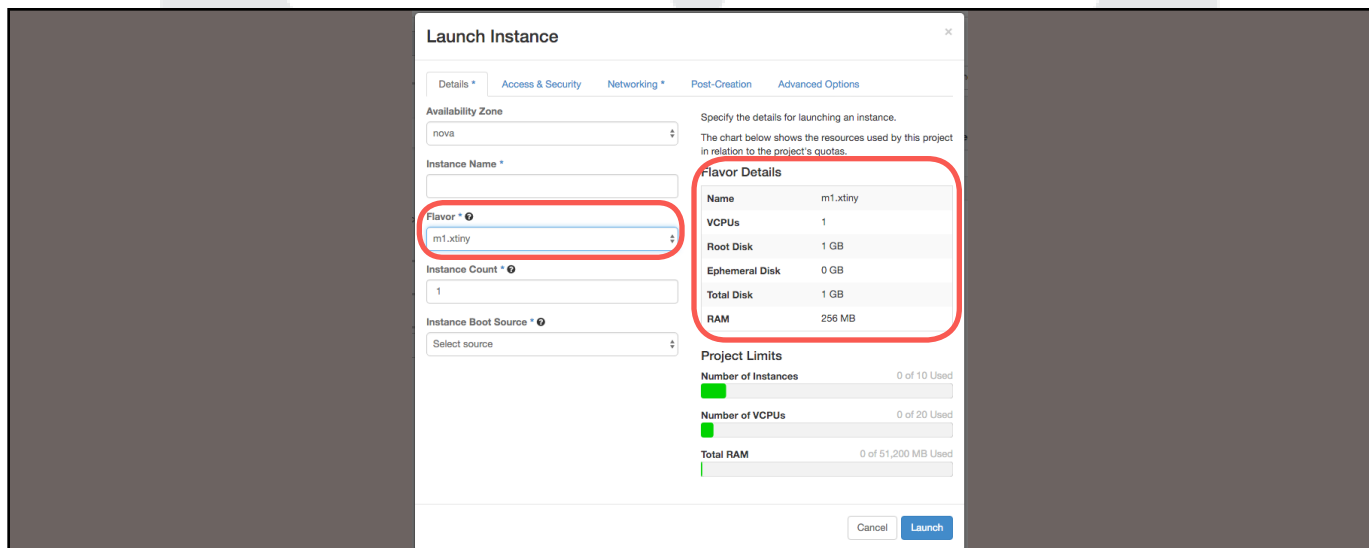 Launch Instance
×
Details * Access & Security Networking * Post-Creation Advanced Options
Availability Zone
nova
Instance Name *
Flavor *
m1.xtiny
Instance Count *
1
Instance Boot Source *
Select source
Specify the details for launching an instance.
The chart below shows the resources used by this project
in relation to the project's quotas.
Flavor Details
Name m1.xtiny
VCPUs 1
Root Disk 1 GB
Ephemeral Disk 0 GB
Total Disk 1 GB
RAM 256 MB
Project Limits
Number of Instances 0 of 10 Used
Number of VCPUs 0 of 20 Used
Total RAM 0 of 51,200 MB Used
Cancel Launch